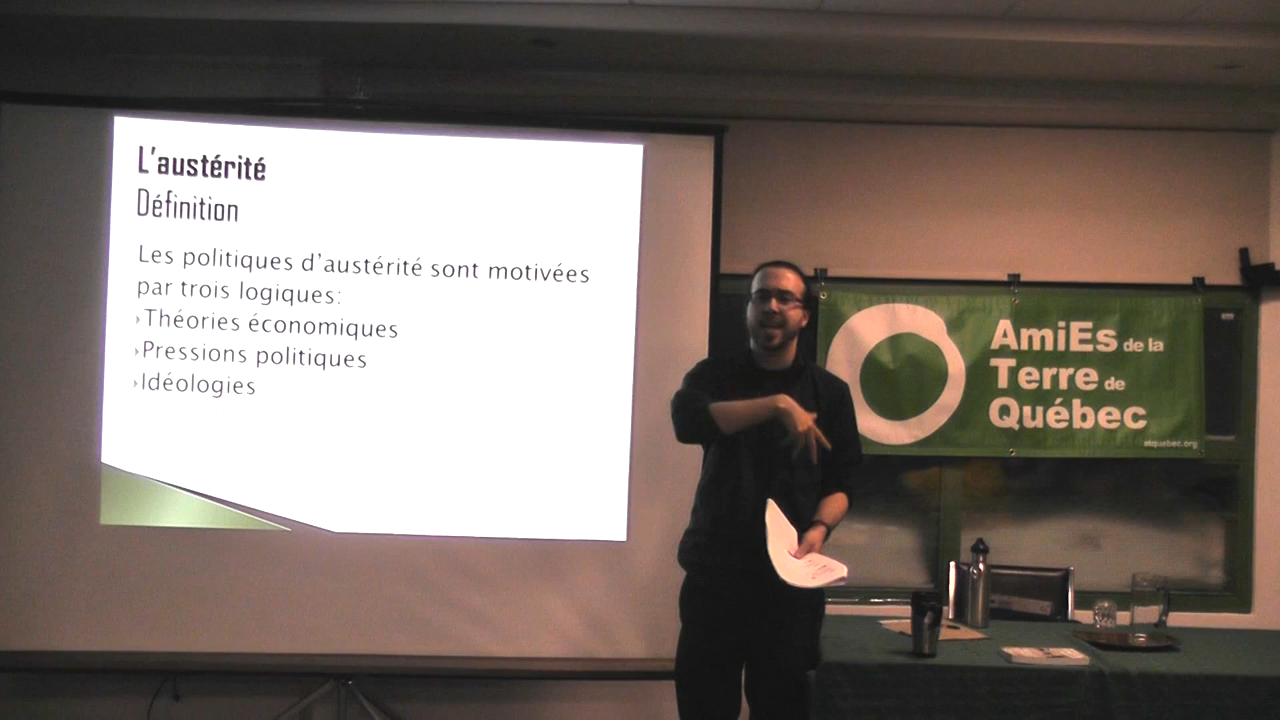 L'austérité
Définition
Les politiques d'austérité sont motivées
par trois logiques:
Théories économiques
Pressions politiques
Idéologies
AmiEs de la
Terre de
Québec
atquebec.org